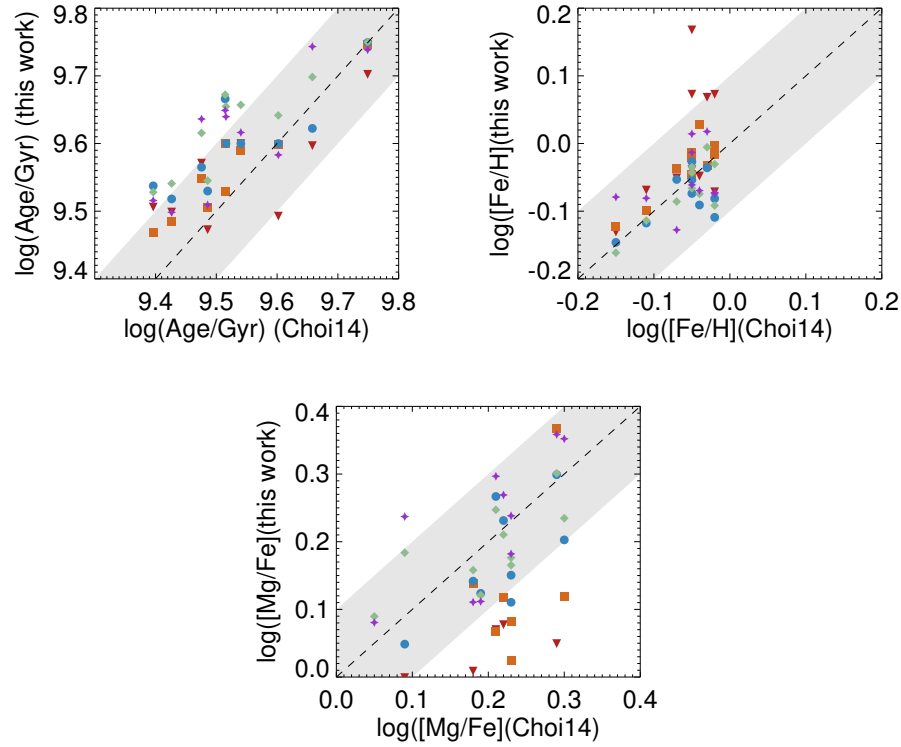 9.8
9.7
9.6
9.5
9.4
log(Age/Gyr) (this work)
9.4 9.5 9.6 9.7 9.8
log(Age/Gyr) (Choi14)
0.2
0.1
0.0
-0.1
-0.2
log([Fe/H](this work)
-0.2 -0.1 0.0 0.1 0.2
log([Fe/H](Choi14)
0.4
0.3
0.2
0.1
0.0
log([Mg/Fe](this work)
0.0 0.1 0.2 0.3 0.4
log([Mg/Fe](Choi14)